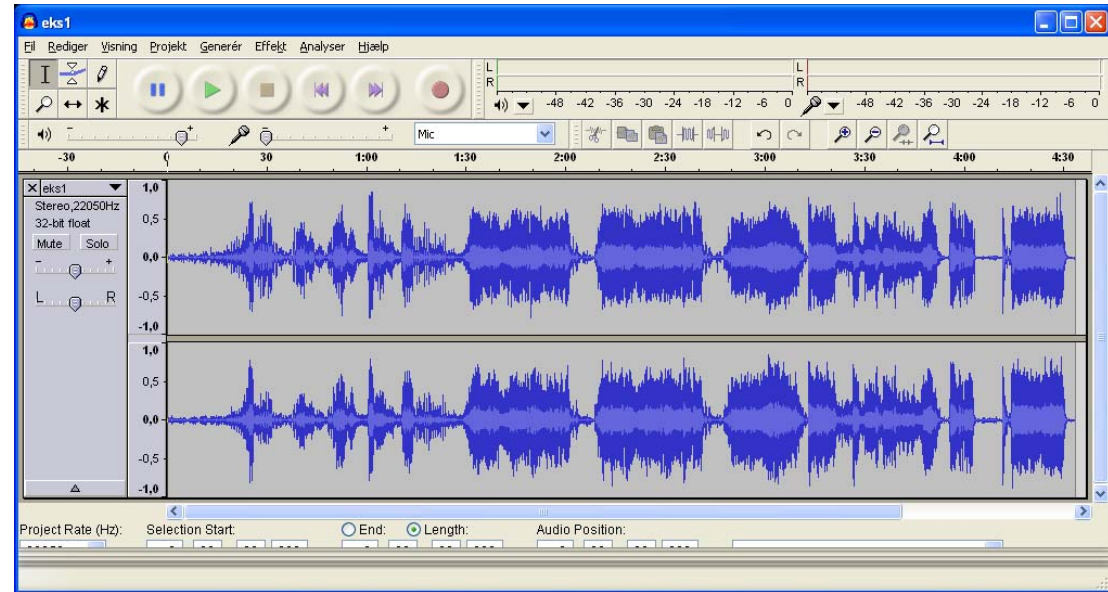 eks1
Fil Rediger Visning Projekt Generér Effekt Analyser Hjælp
L
R
-48 -42 -36 -30 -24 -18 -12 -6 0
L
R
-48 -42 -36 -30 -24 -18 -12 -6 0
- +
- +
Mic
-30 0 30 1:00 1:30 2:00 2:30 3:00 3:30 4:00 4:30
X eks1
Stereo,22050Hz
32-bit float
Mute Solo
- +
L R
1,0
0,5
0,0
-0,5
-1,0
1,0
0,5
0,0
-0,5
-1,0
Project Rate (Hz): Selection Start: End: Length: Audio Position: